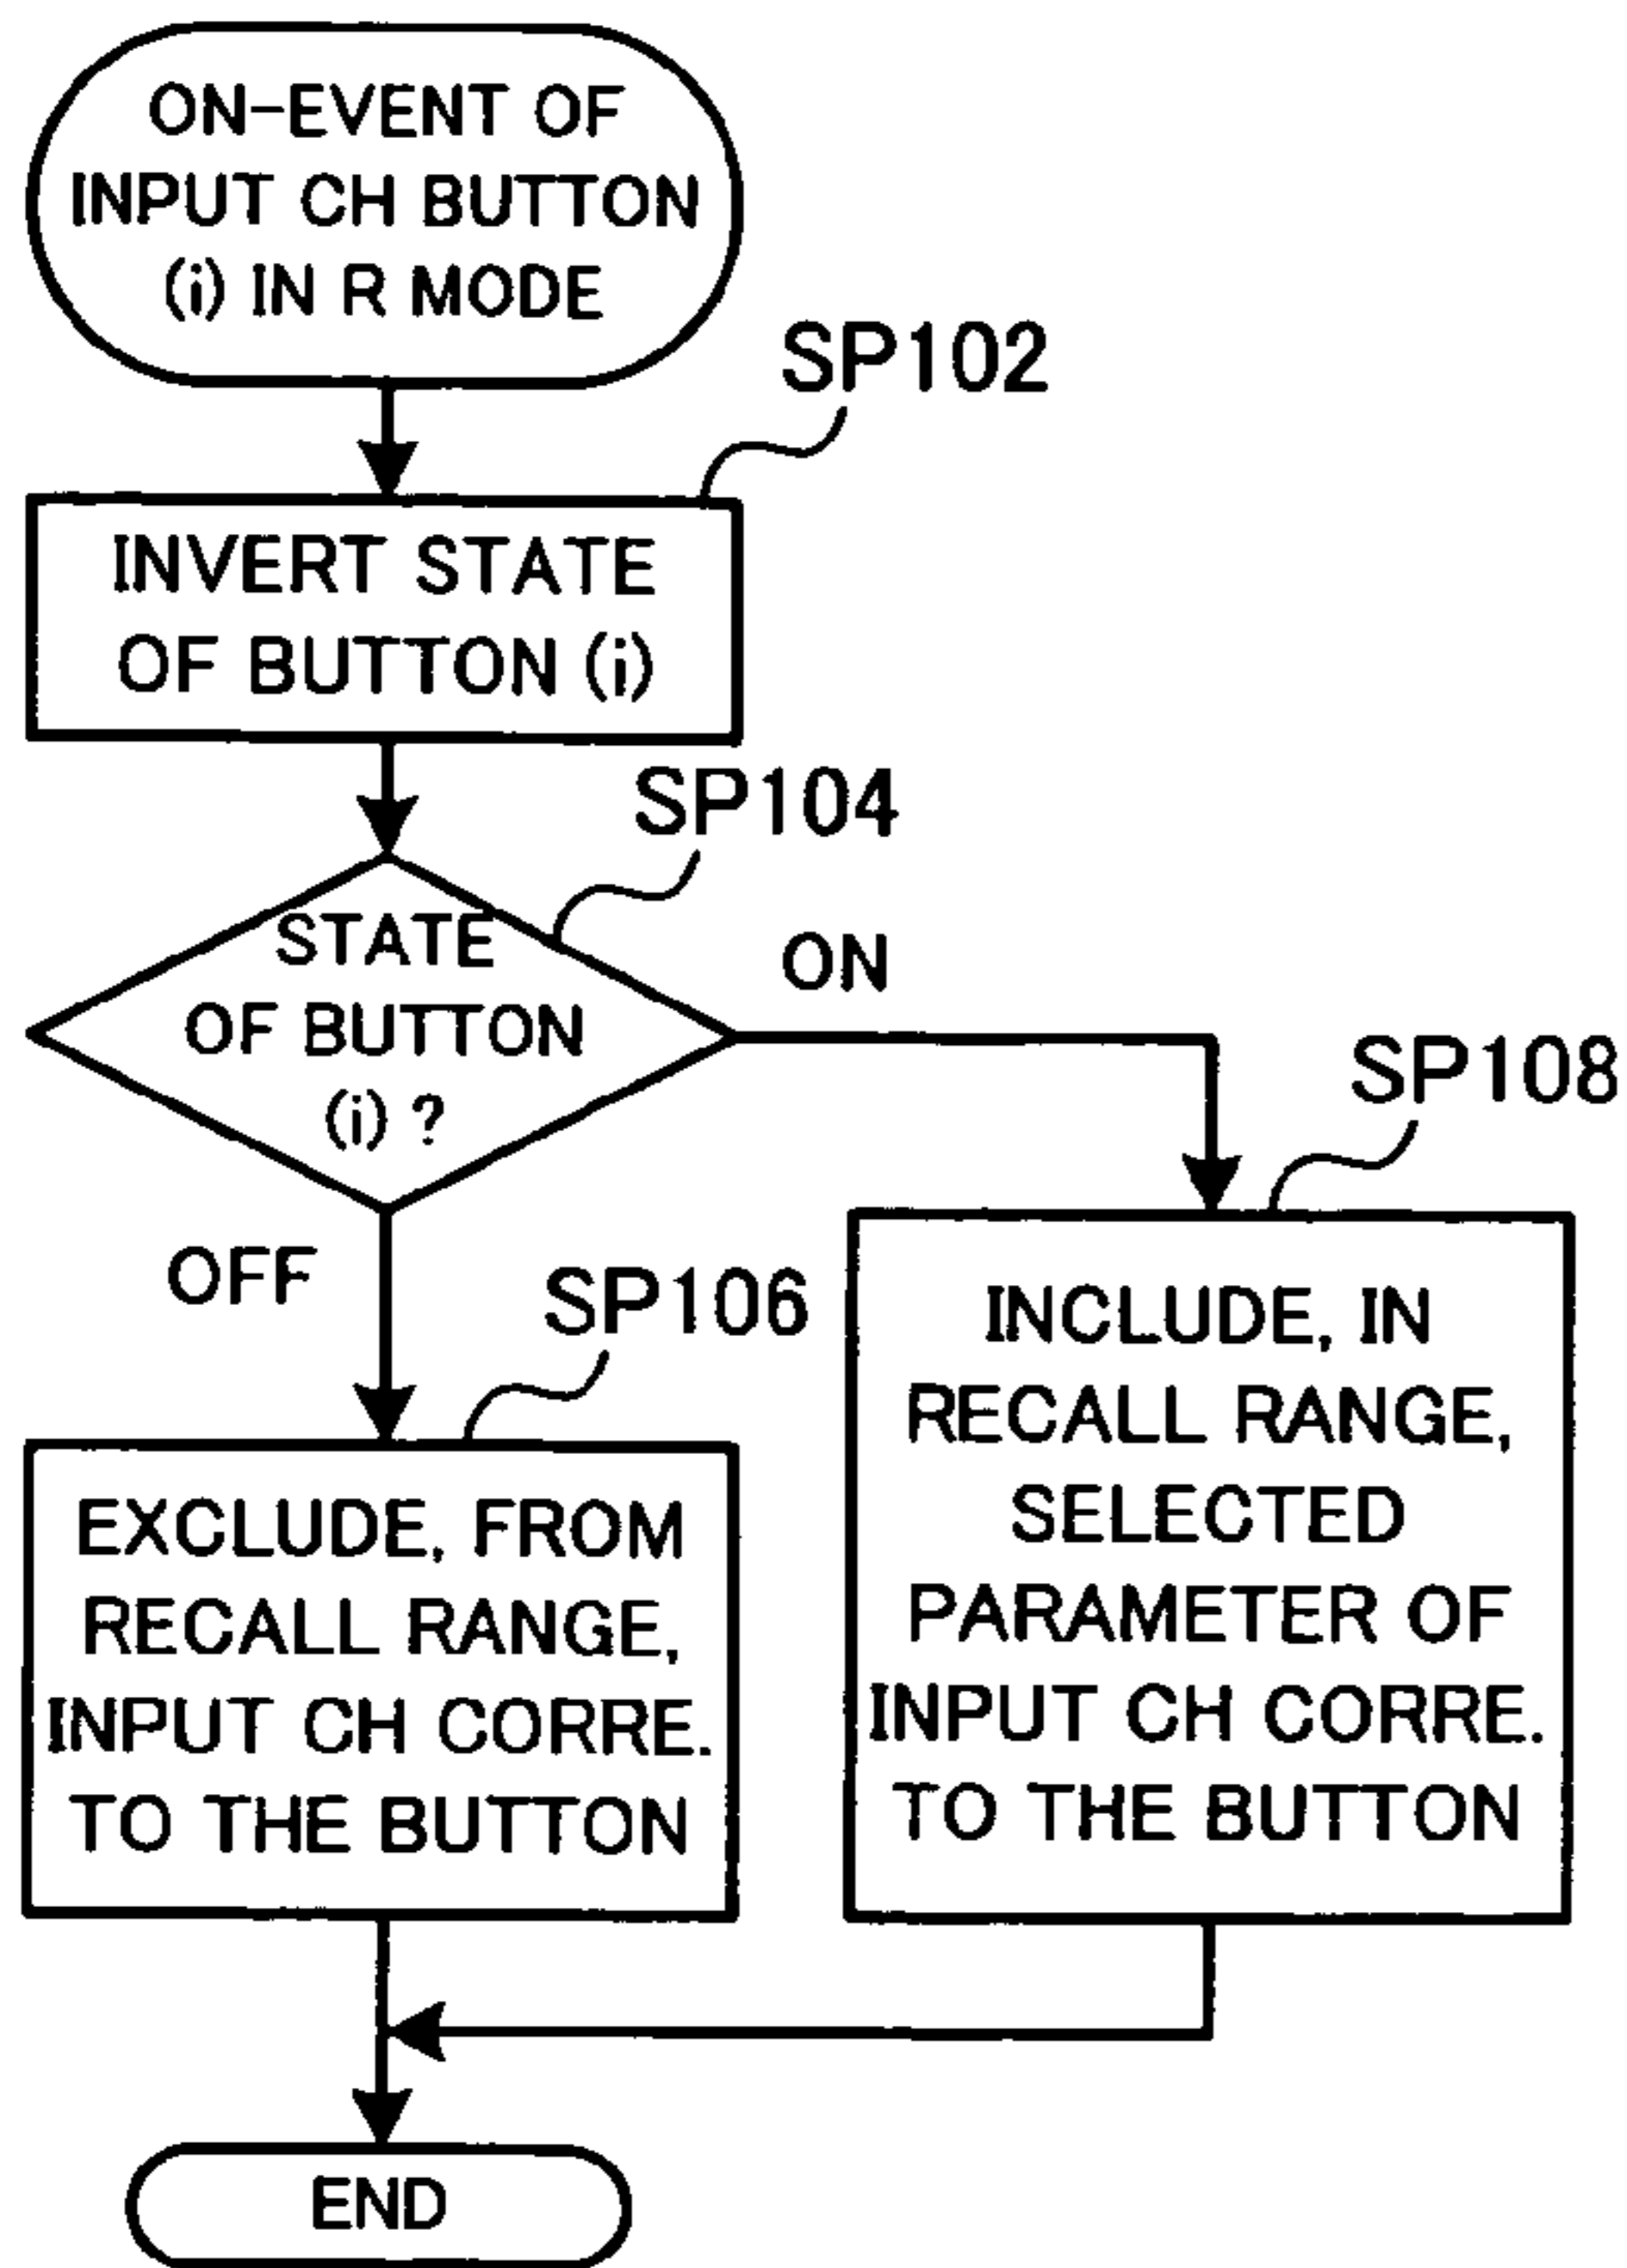 ON-EVENT OF
INPUT CH BUTTON
(i) IN R MODE
SP102
INVERT STATE
OF BUTTON (i)
SP104
STATE
OF BUTTON
(i) ?
ON
OFF
SP108
INCLUDE, IN
RECALL RANGE,
SELECTED
PARAMETER OF
INPUT CH CORRE.
TO THE BUTTON
SP106
EXCLUDE, FROM
RECALL RANGE,
INPUT CH CORRE.
TO THE BUTTON
END